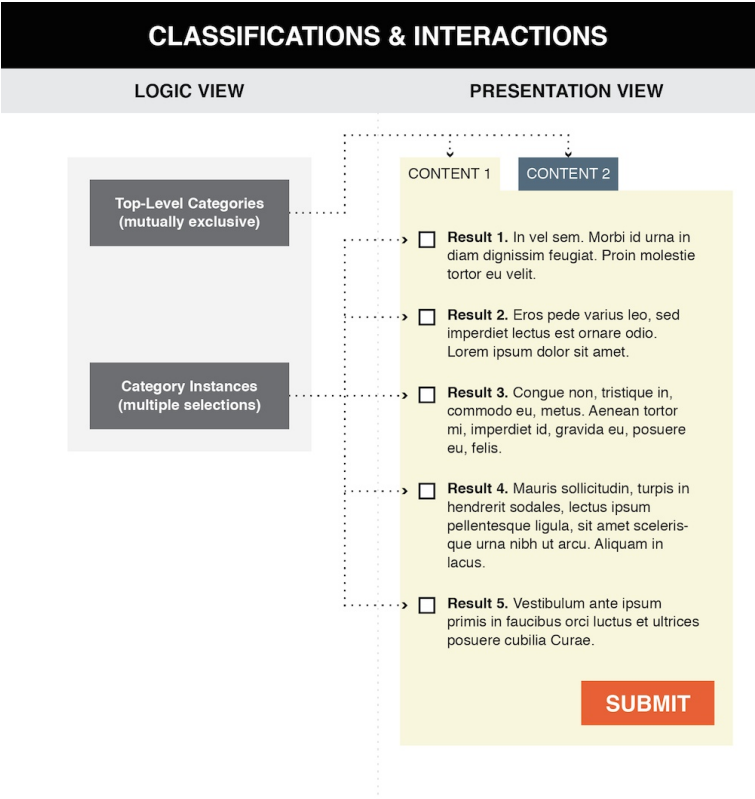 CLASSIFICATIONS & INTERACTIONS
LOGIC VIEW
PRESENTATION VIEW
Top-Level Categories
(mutually exclusive)
Category Instances
(multiple selections)
CONTENT 1
CONTENT 2
Result 1. In vel sem. Morbi id urna in
diam dignissim feugiat. Proin molestie
tortor eu velit.
Result 2. Eros pede varius leo, sed
imperdiet lectus est ornare odio.
Lorem ipsum dolor sit amet.
Result 3. Congue non, tristique in,
commodo eu, metus. Aenean tortor
mi, imperdiet id, gravida eu, posuere
eu, felis.
Result 4. Mauris sollicitudin, turpis in
hendrerit sodales, lectus ipsum
pellentesque ligula, sit amet sceleris-
que urna nibh ut arcu. Aliquam in
lacus.
Result 5. Vestibulum ante ipsum
primis in faucibus orci luctus et ultrices
posuere cubilia Curae.
SUBMIT